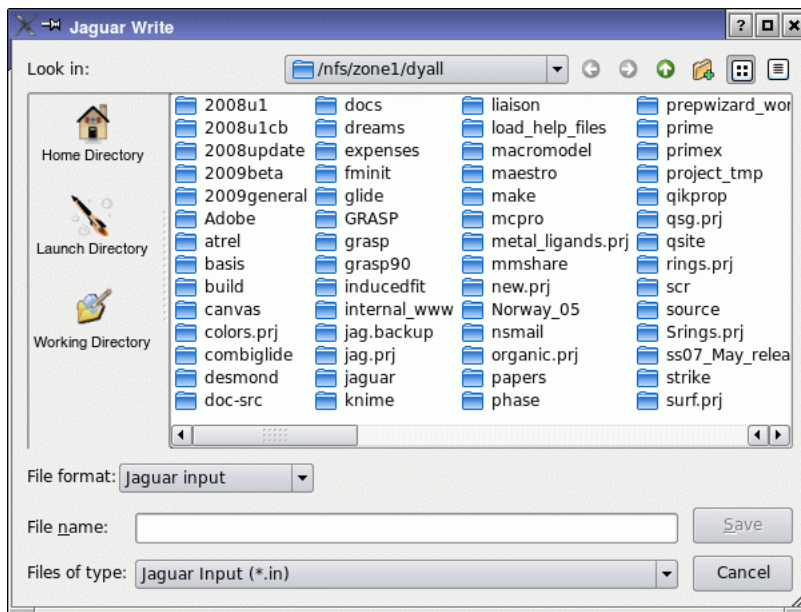 Jaguar Write
Look in: /nfs/zone1/dyall
Home Directory
Launch Directory
Working Directory
2008u1 docs liaison prepwizard_wor
2008u1cb dreams load_help_files prime
2008update expenses macromodel primex
2009beta fminit maestro project_tmp
2009general glide make qikprop
Adobe GRASP mcpro qsg.prj
atrel grasp metal_ligands.prj qsite
basis grasp90 mmshare rings.prj
build inducedfit new.prj scr
canvas internal_www Norway_05 source
colors.prj jag.backup nsmail Srings.prj
combiglide jag.prj organic.prj ss07_May_relea
desmond jaguar papers strike
doc-src knime phase surf.prj
File format: Jaguar input
File name: Save
Files of type: Jaguar Input (*.in) Cancel